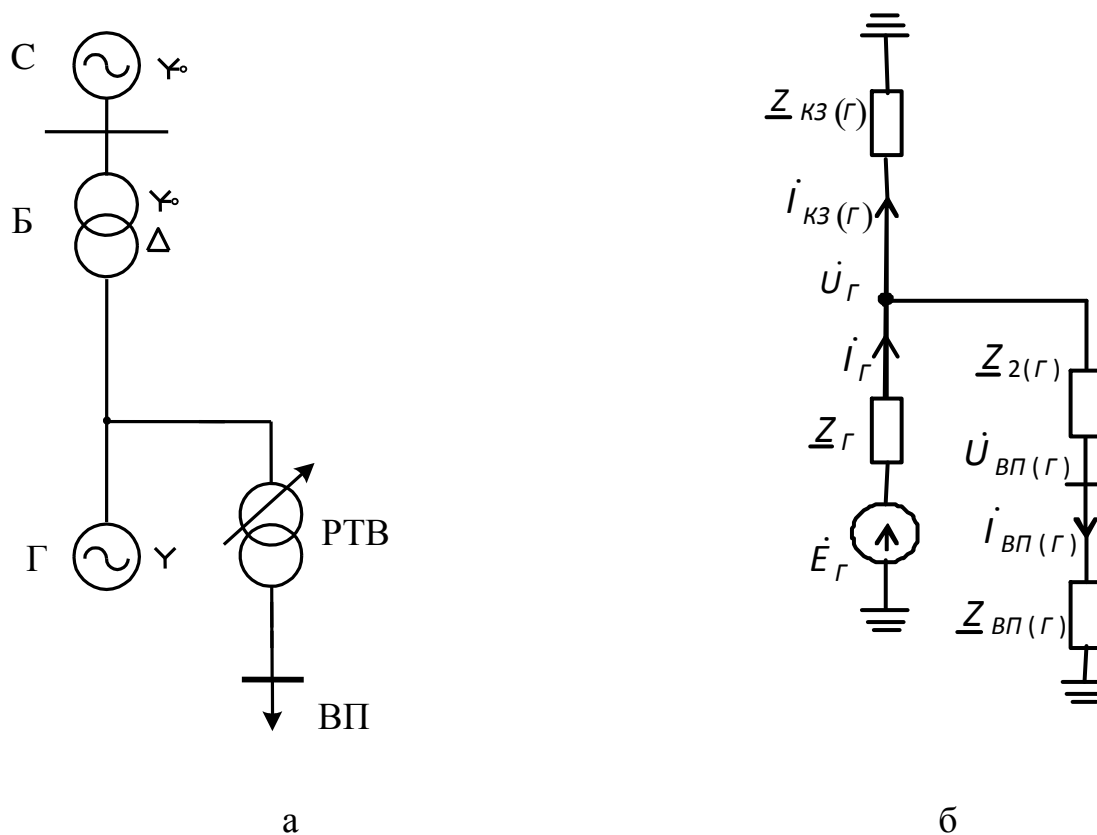 С
Б
Δ
Г
РТВ
ВП
а
Z КЗ (Г)
İ КЗ (Г)
U̇ Г
İ Г
Z Г
Ė Г
Z 2(Г)
U̇ ВП (Г)
İ ВП (Г)
Z ВП (Г)
б